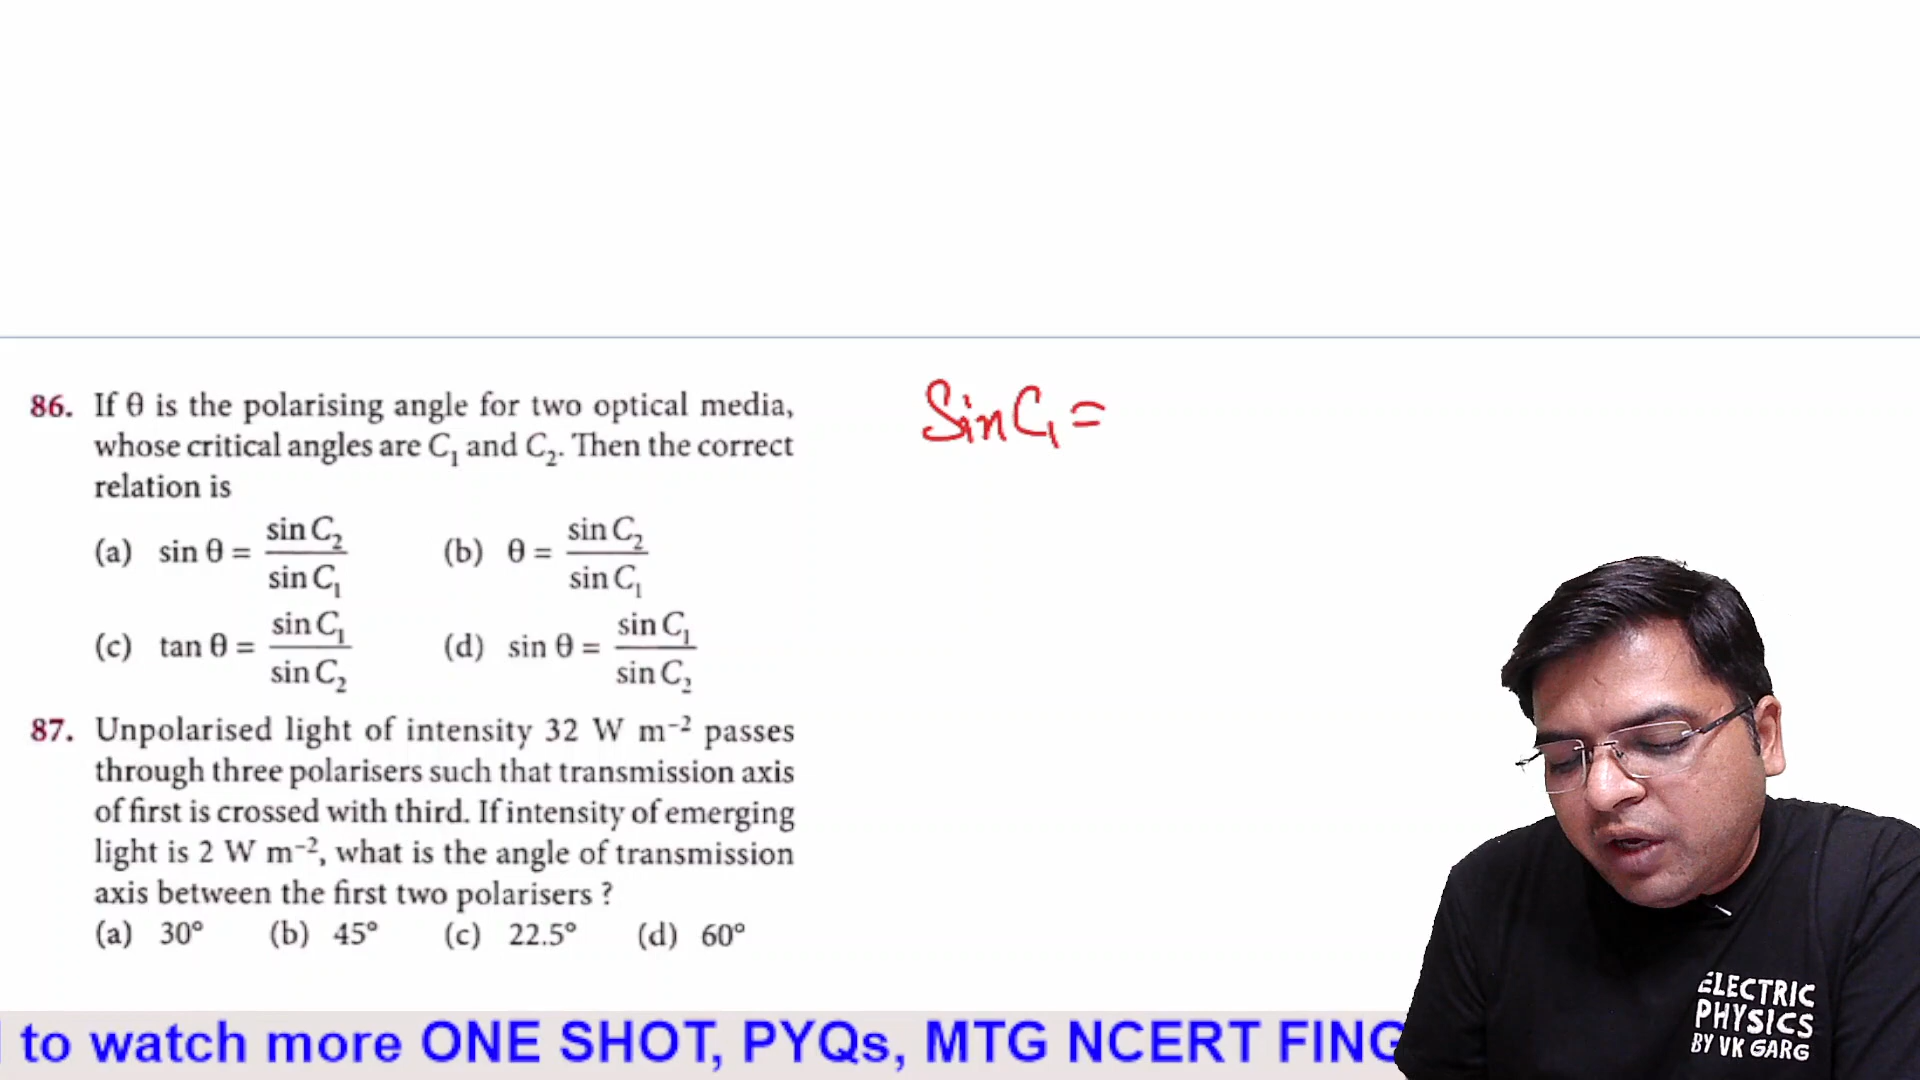 86. If θ is the polarising angle for two optical media,
whose critical angles are C₁ and C₂. Then the correct
relation is
(a) sin θ = sin C₂ / sin C₁ (b) θ = sin C₂ / sin C₁
(c) tan θ = sin C₁ / sin C₂ (d) sin θ = sin C₁ / sin C₂
Sin C₁ =
87. Unpolarised light of intensity 32 W m⁻² passes
through three polarisers such that transmission axis
of first is crossed with third. If intensity of emerging
light is 2 W m⁻², what is the angle of transmission
axis between the first two polarisers ?
(a) 30° (b) 45° (c) 22.5° (d) 60°
to watch more ONE SHOT, PYQs, MTG NCERT FING
ELECTRIC
PHYSICS
BY VK GARG